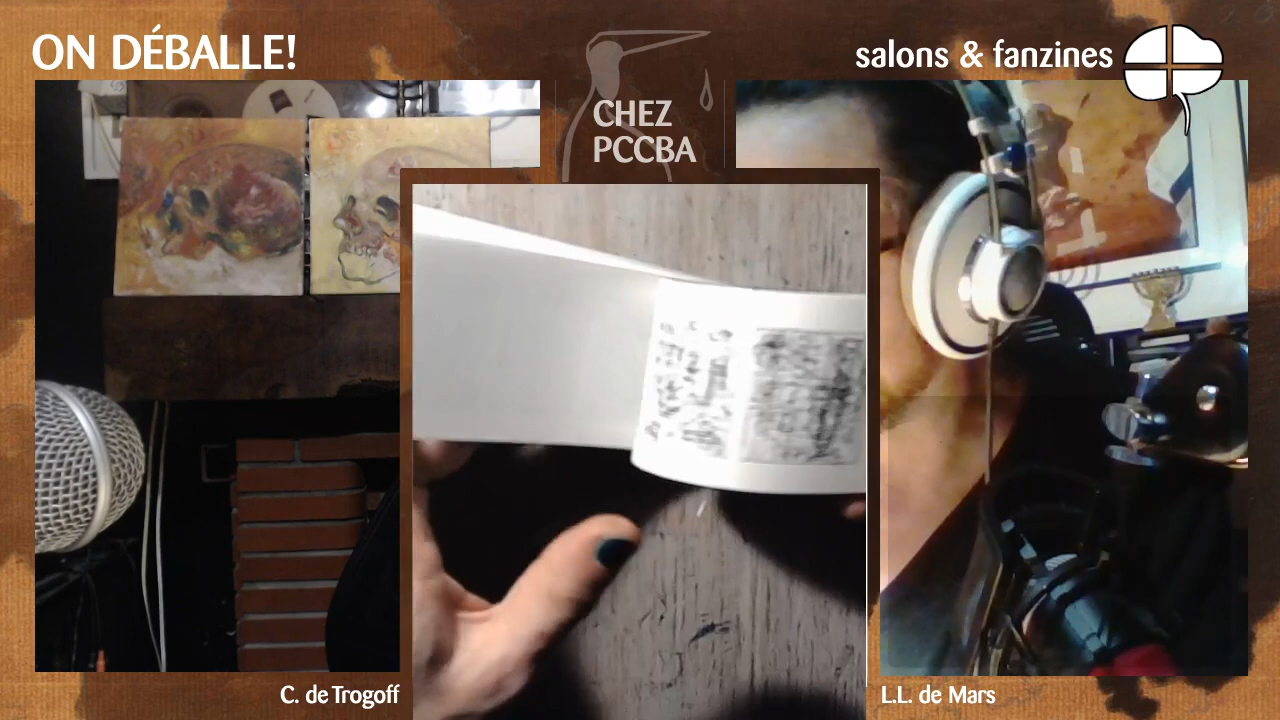 ON DÉBALLE!
salons & fanzines
CHEZ
PCCBA
C. de Trogoff
L.L. de Mars